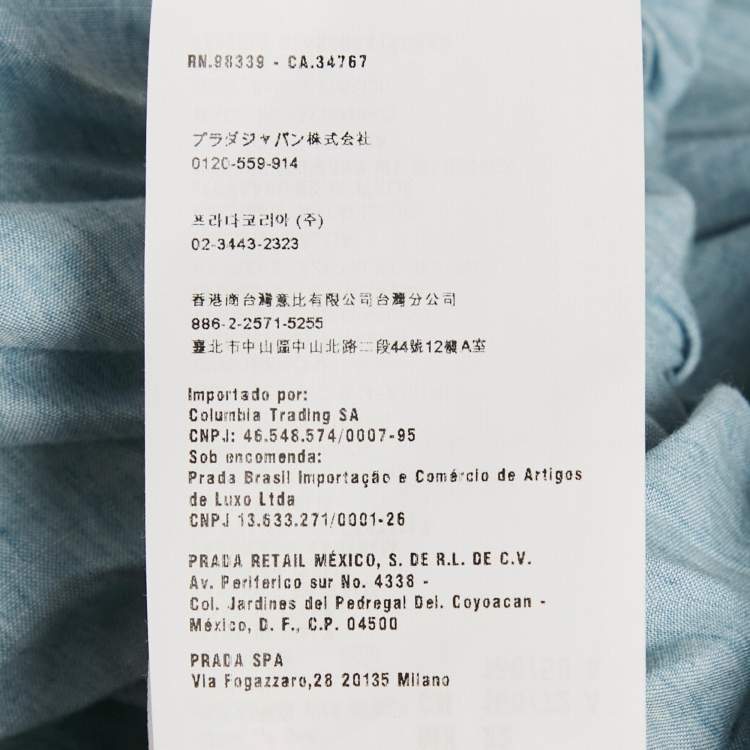 RN.98339 - CA.34767
プラダジャパン株式会社
0120-559-914
프라다코리아 (주)
02-3443-2323
香港商台灣意比有限公司台灣分公司
886-2-2571-5255
臺北市中山區中山北路二段44號12樓A室
Importado por:
Columbia Trading SA
CNPJ: 46.548.574/0007-95
Sob encomenda:
Prada Brasil Importação e Comércio de Artigos
de Luxo Ltda
CNPJ 13.633.271/0001-26
PRADA RETAIL MÉXICO, S. DE R.L. DE C.V.
Av. Periferico sur No. 4338 -
Col. Jardines del Pedregal Del. Coyoacan -
México, D. F., C.P. 04500
PRADA SPA
Via Fogazzaro,28 20135 Milano